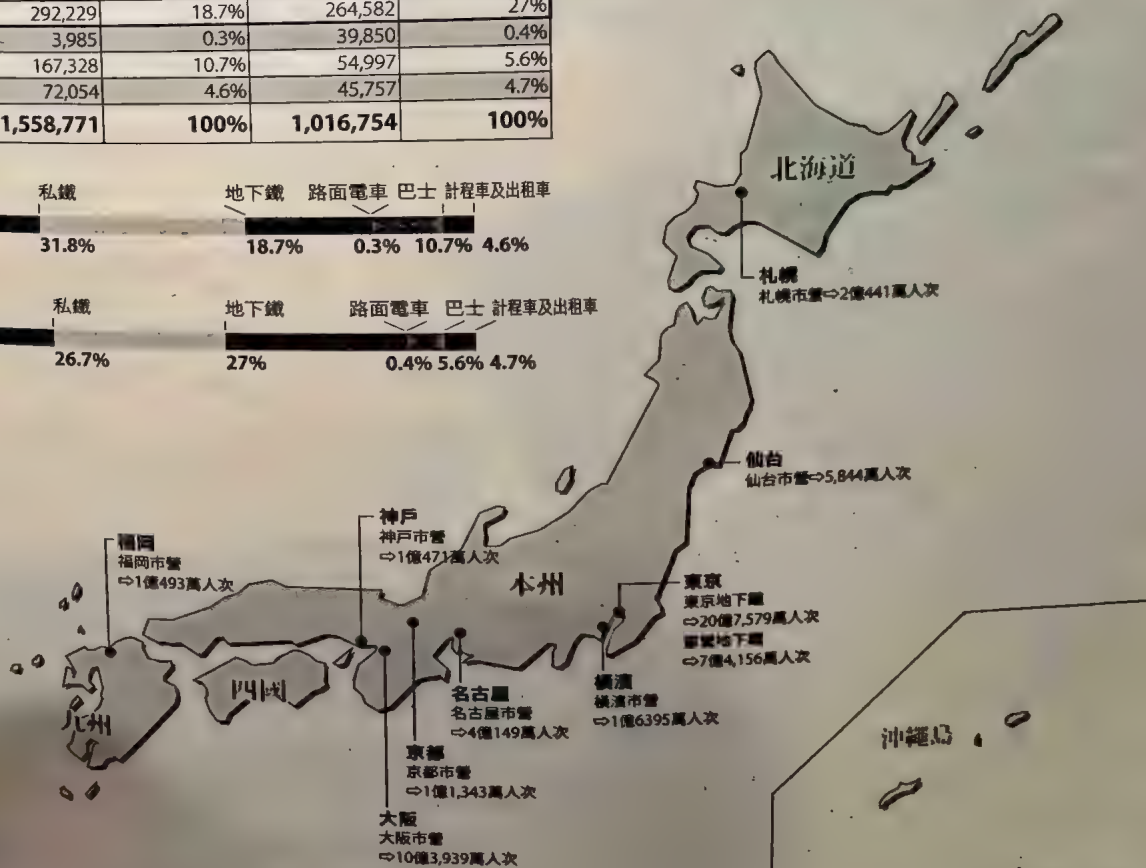 292,229 18.7% 264,582 27%
3,985 0.3% 39,850 0.4%
167,328 10.7% 54,997 5.6%
72,054 4.6% 45,757 4.7%
1,558,771 100% 1,016,754 100%
私鐵 地下鐵 路面電車 巴士 計程車及出租車
31.8% 18.7% 0.3% 10.7% 4.6%
私鐵 地下鐵 路面電車 巴士 計程車及出租車
26.7% 27% 0.4% 5.6% 4.7%
北海道
札幌
札幌市營⇨2億441萬人次
仙台
仙台市營⇨5,844萬人次
神戶
神戶市營
⇨1億471萬人次
福岡
福岡市營
⇨1億493萬人次
本州
東京
東京地下鐵
⇨20億7,579萬人次
都營地下鐵
⇨7億4,156萬人次
橫濱
橫濱市營
⇨1億6395萬人次
名古屋
名古屋市營
⇨4億149萬人次
四國
九州
京都
京都市營
⇨1億1,343萬人次
大阪
大阪市營
⇨10億3,939萬人次
沖繩島